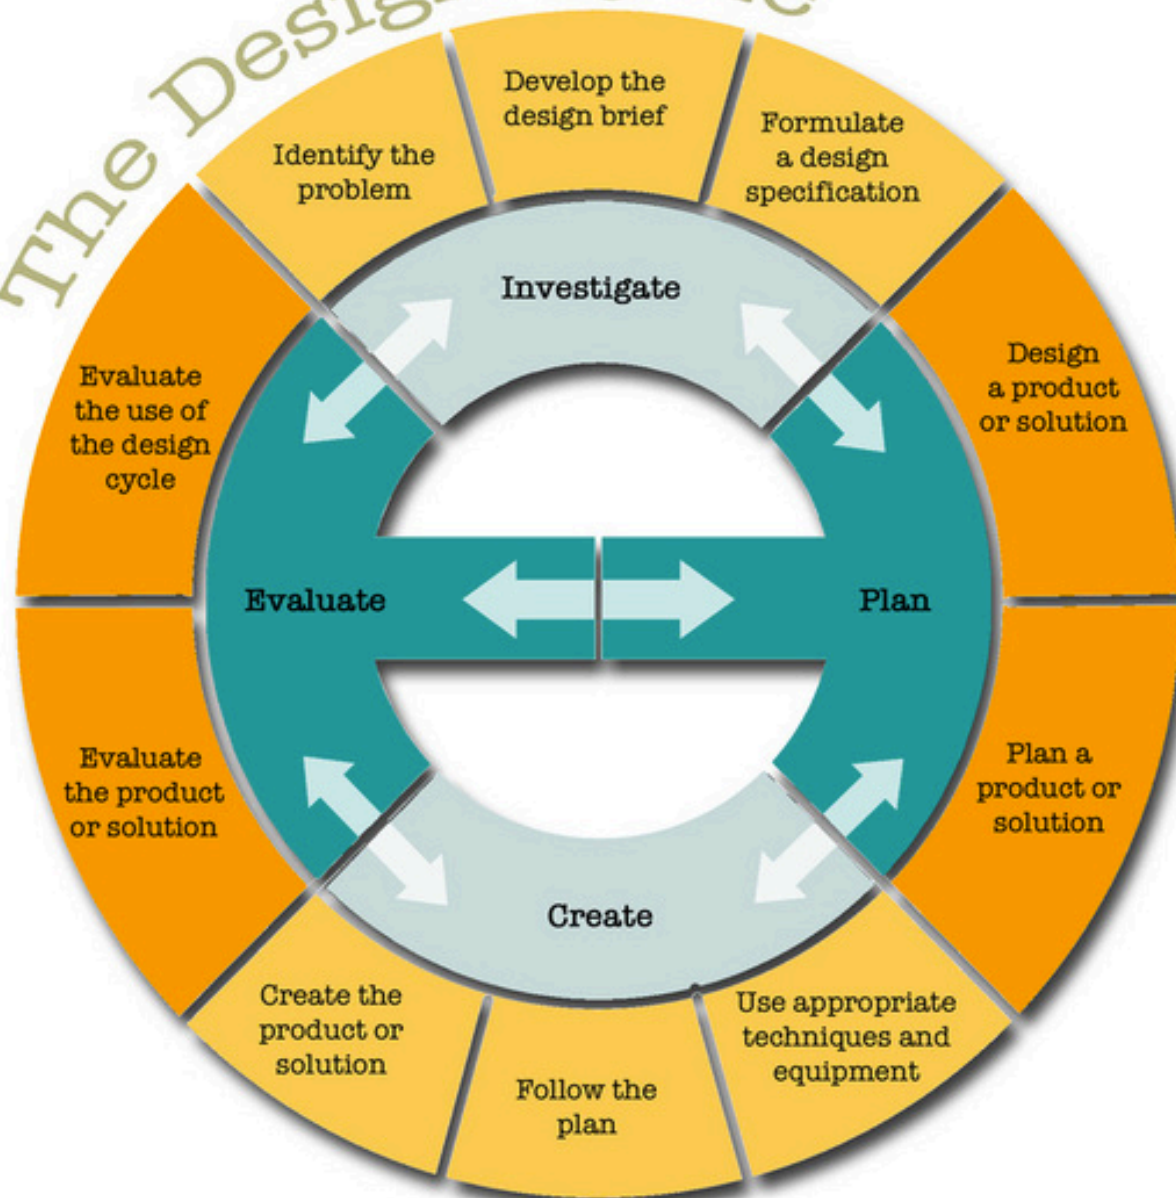 The Design
Identify the
problem
Develop the
design brief
Formulate
a design
specification
Design
a product
or solution
Plan a
product or
solution
Use appropriate
techniques and
equipment
Follow the
plan
Create the
product or
solution
Evaluate
the product
or solution
Evaluate
the use of
the design
cycle
Investigate
Plan
Create
Evaluate